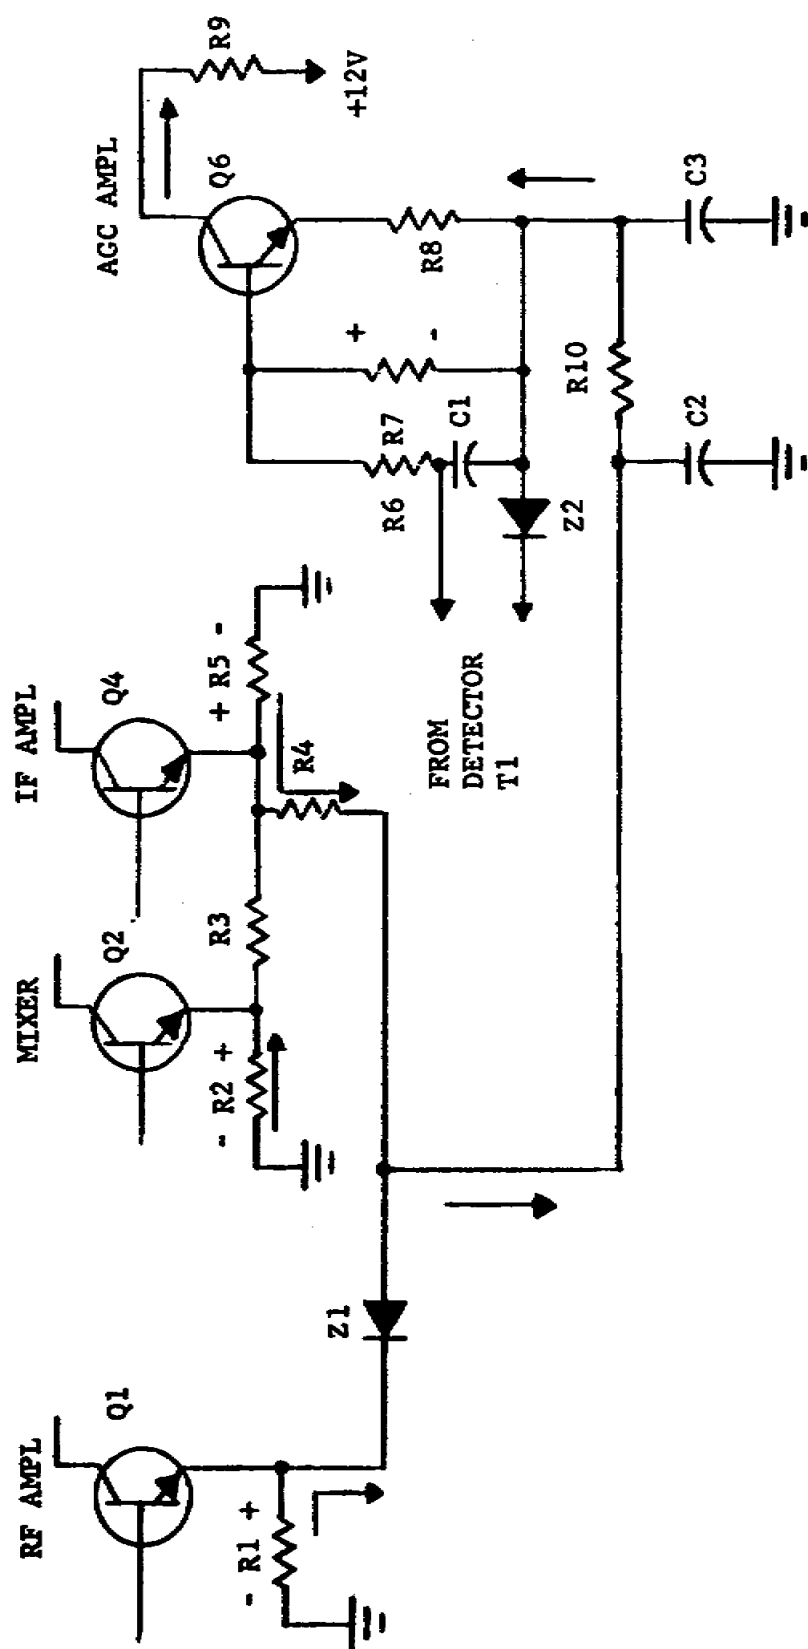 RF AMPL
MIXER
IF AMPL
AGC AMPL
Q1
Q2
Q4
Q6
R9
+12V
- R1 +
- R2 +
R3
+ R5 -
R4
Z1
FROM
DETECTOR
T1
R6
R7
+
-
C1
R8
Z2
R10
C2
C3